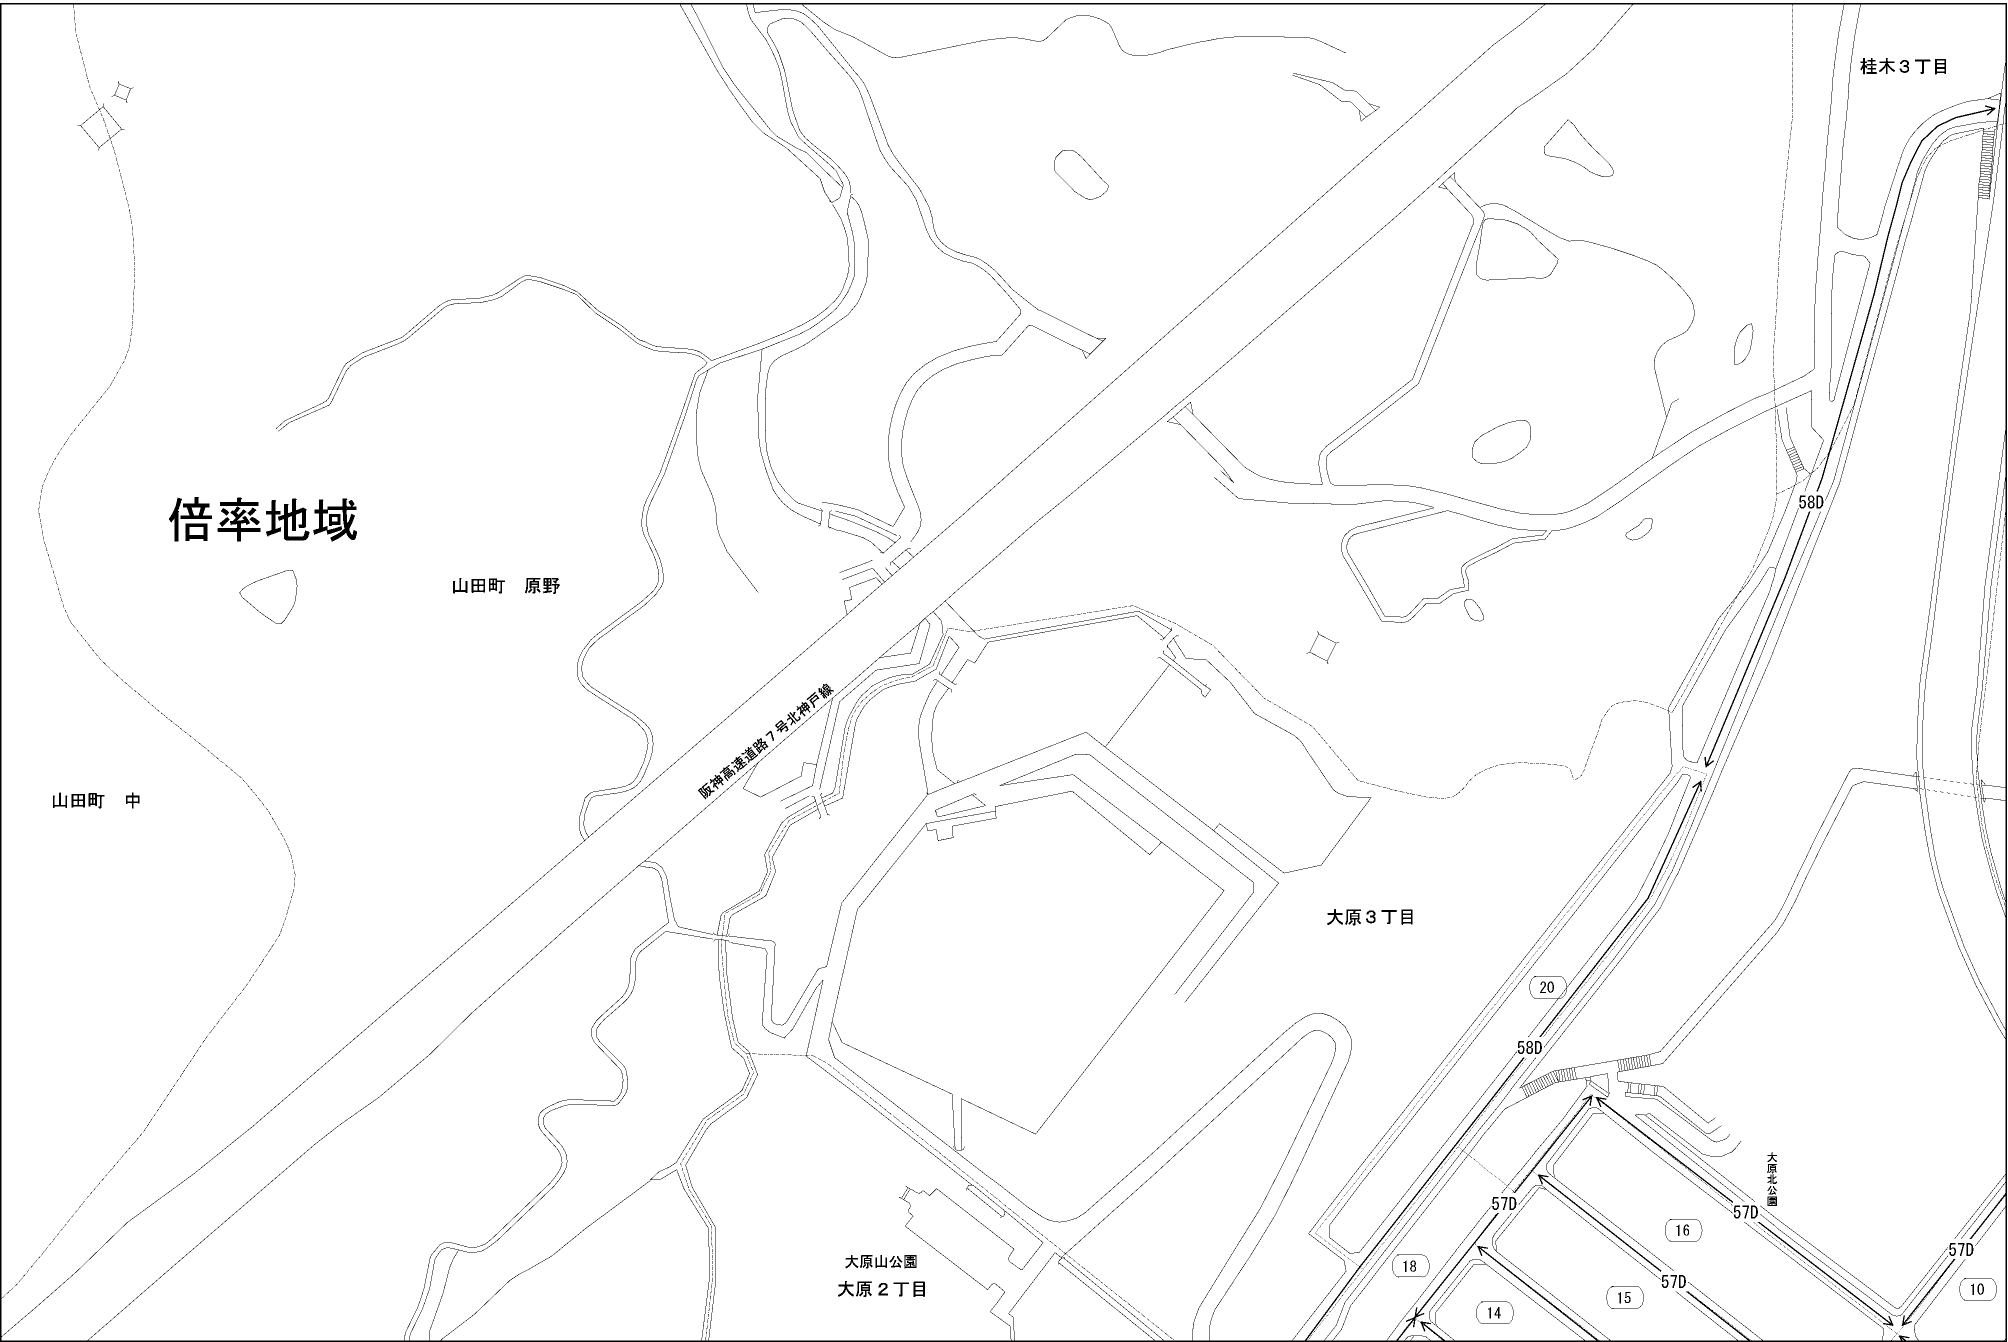 桂木３丁目
58D
倍率地域
山田町　原野
阪神高速道路７号北神戸線
山田町　中
大原３丁目
20
58D
大原北公園
57D
57D
16
57D
18
大原山公園
57D
大原２丁目
10
15
14